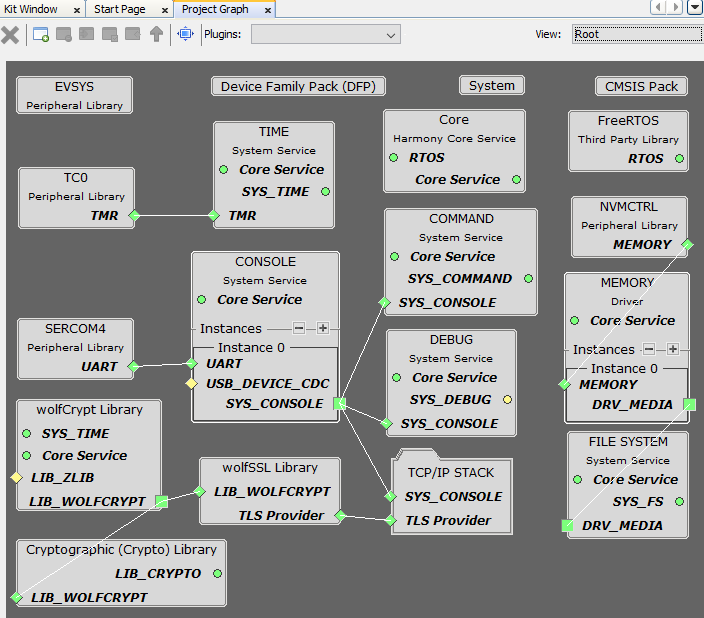 Kit Window × Start Page × Project Graph ×
Plugins: View: Root
EVSYS
Peripheral Library
Device Family Pack (DFP)
System
CMSIS Pack
TIME
System Service
Core Service
SYS_TIME
TMR
Core
Harmony Core Service
RTOS
Core Service
FreeRTOS
Third Party Library
RTOS
TC0
Peripheral Library
TMR
NVMCTRL
Peripheral Library
MEMORY
COMMAND
System Service
Core Service
SYS_COMMAND
SYS_CONSOLE
CONSOLE
System Service
Core Service
Instances
Instance 0
UART
USB_DEVICE_CDC
SYS_CONSOLE
MEMORY
Driver
Core Service
Instances
Instance 0
MEMORY
DRV_MEDIA
SERCOM4
Peripheral Library
UART
DEBUG
System Service
Core Service
SYS_DEBUG
SYS_CONSOLE
wolfCrypt Library
SYS_TIME
Core Service
LIB_ZLIB
LIB_WOLFCRYPT
wolfSSL Library
LIB_WOLFCRYPT
TLS Provider
TCP/IP STACK
SYS_CONSOLE
TLS Provider
FILE SYSTEM
System Service
Core Service
SYS_FS
DRV_MEDIA
Cryptographic (Crypto) Library
LIB_CRYPTO
LIB_WOLFCRYPT